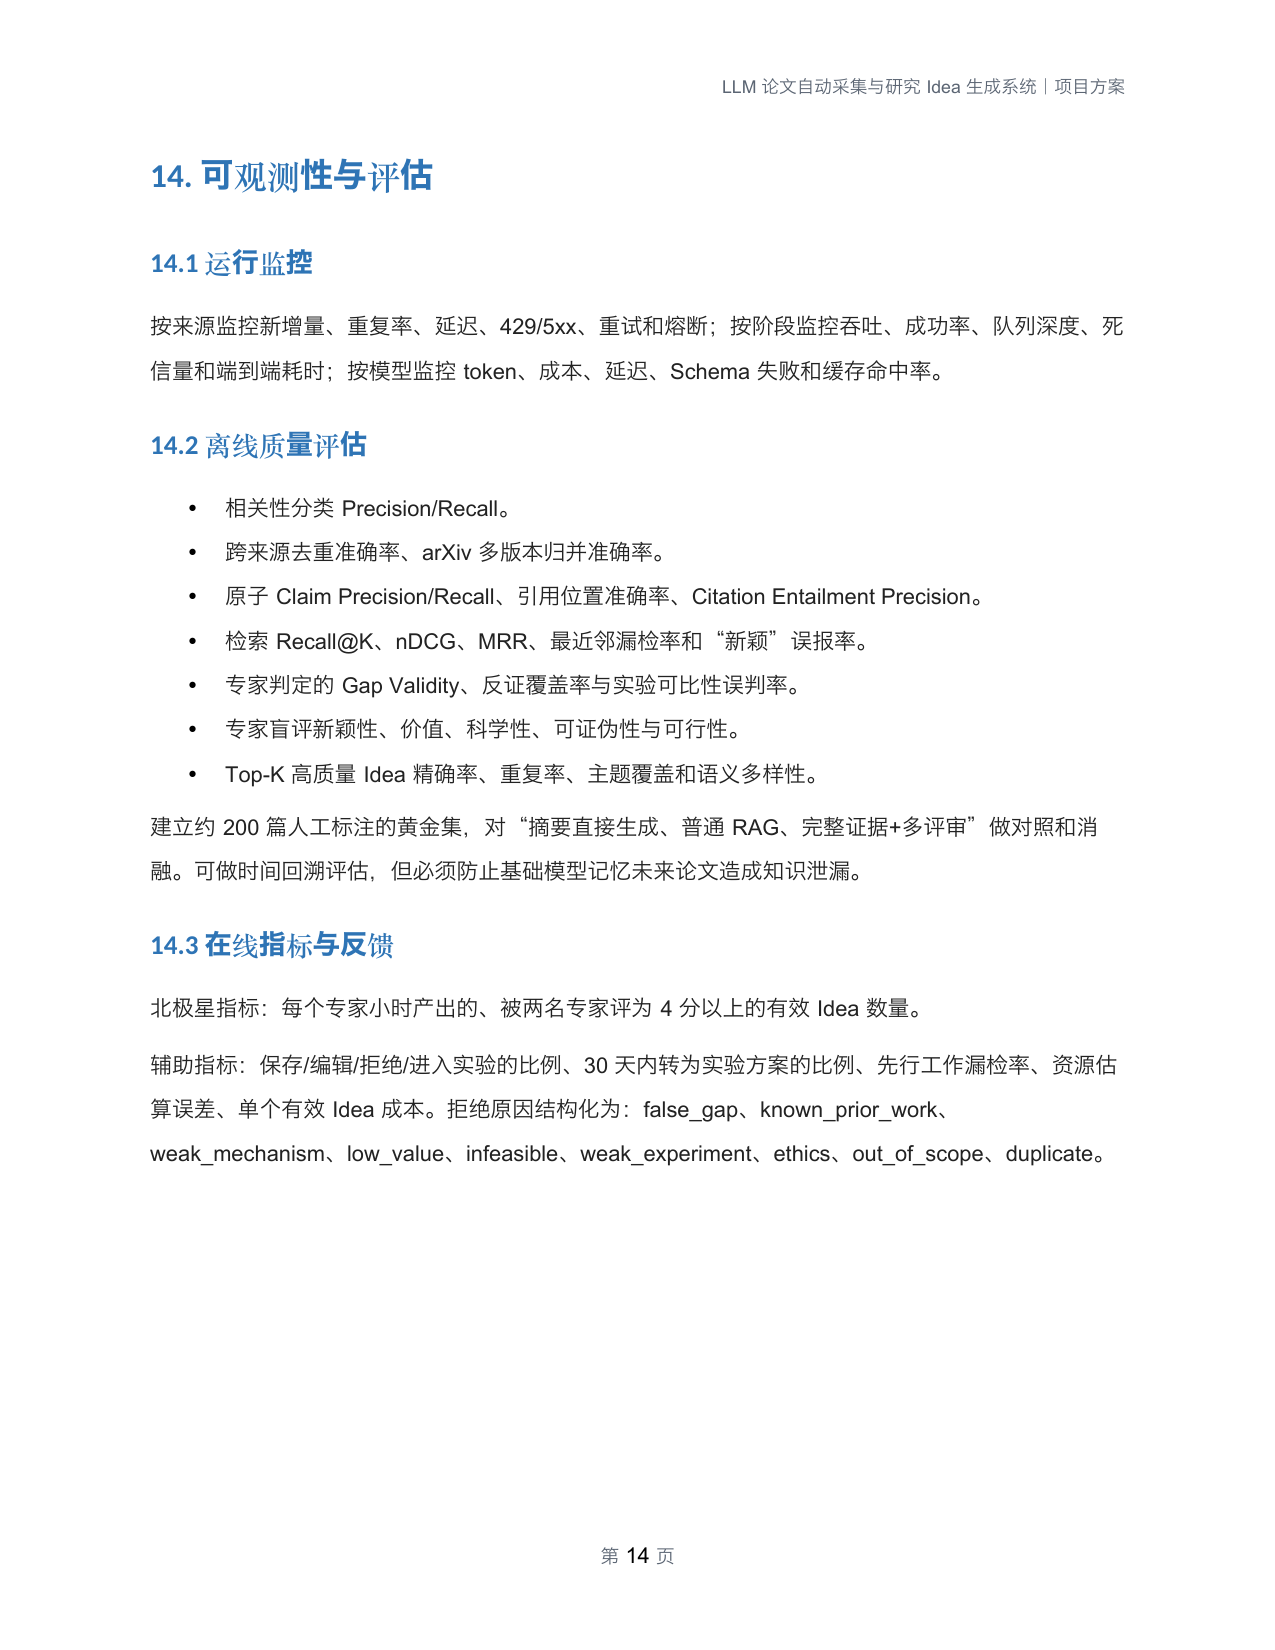 LLM 论文自动采集与研究 Idea 生成系统｜项目方案
14. 可观测性与评估
14.1 运行监控
按来源监控新增量、重复率、延迟、429/5xx、重试和熔断；按阶段监控吞吐、成功率、队列深度、死
信量和端到端耗时；按模型监控 token、成本、延迟、Schema 失败和缓存命中率。
14.2 离线质量评估
• 相关性分类 Precision/Recall。
• 跨来源去重准确率、arXiv 多版本归并准确率。
• 原子 Claim Precision/Recall、引用位置准确率、Citation Entailment Precision。
• 检索 Recall@K、nDCG、MRR、最近邻漏检率和“新颖”误报率。
• 专家判定的 Gap Validity、反证覆盖率与实验可比性误判率。
• 专家盲评新颖性、价值、科学性、可证伪性与可行性。
• Top-K 高质量 Idea 精确率、重复率、主题覆盖和语义多样性。
建立约 200 篇人工标注的黄金集，对“摘要直接生成、普通 RAG、完整证据+多评审”做对照和消
融。可做时间回溯评估，但必须防止基础模型记忆未来论文造成知识泄漏。
14.3 在线指标与反馈
北极星指标：每个专家小时产出的、被两名专家评为 4 分以上的有效 Idea 数量。
辅助指标：保存/编辑/拒绝/进入实验的比例、30 天内转为实验方案的比例、先行工作漏检率、资源估
算误差、单个有效 Idea 成本。拒绝原因结构化为：false_gap、known_prior_work、
weak_mechanism、low_value、infeasible、weak_experiment、ethics、out_of_scope、duplicate。
第 14 页